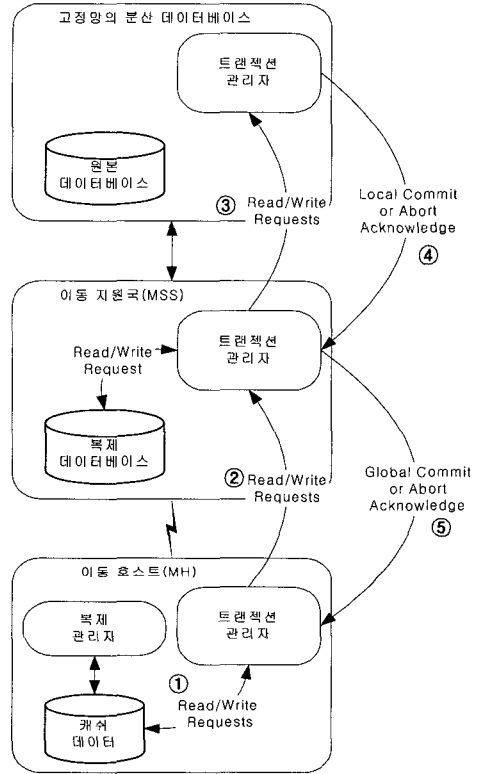 고정망의 분산 데이터베이스
트랜잭션
관리자
원본
데이터베이스
③ Read/Write
Requests
Local Commit
or Abort
Acknowledge
④
이동 지원국(MSS)
트랜잭션
관리자
Read/Write
Request
복제
데이터베이스
② Read/Write
Requests
Global Commit
or Abort
Acknowledge
⑤
이동 호스트(MH)
복제
관리자
트랜잭션
관리자
①
Read/Write
Requests
캐쉬
데이터